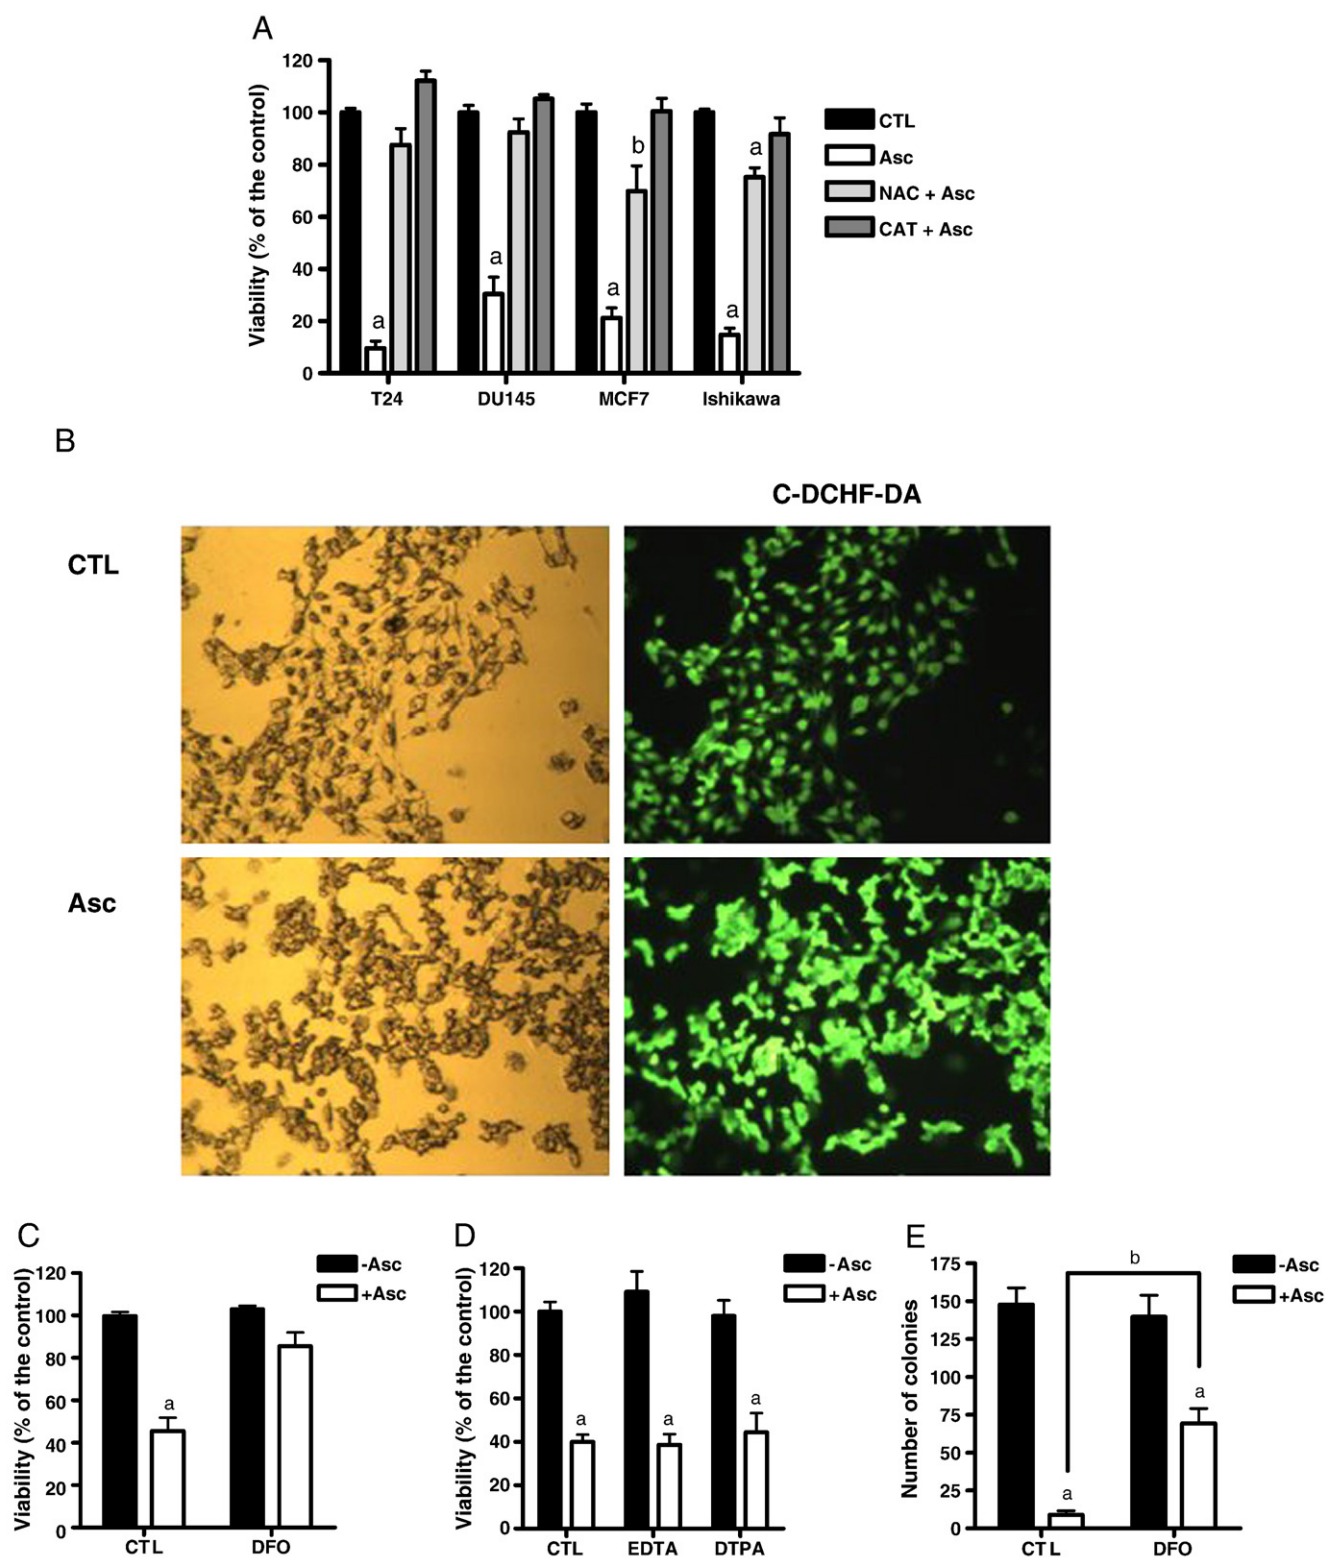 A
Viability (% of the control)
120
100
80
60
40
20
0
a
a
a
b
a
a
T24
DU145
MCF7
Ishikawa
CTL
Asc
NAC + Asc
CAT + Asc
B
C-DCHF-DA
CTL
Asc
C
Viability (% of the control)
120
100
80
60
40
20
0
a
CTL
DFO
-Asc
+Asc
D
Viability (% of the control)
120
100
80
60
40
20
0
a
a
a
CTL
EDTA
DTPA
-Asc
+Asc
E
Number of colonies
175
150
125
100
75
50
25
0
b
a
a
CTL
DFO
-Asc
+Asc